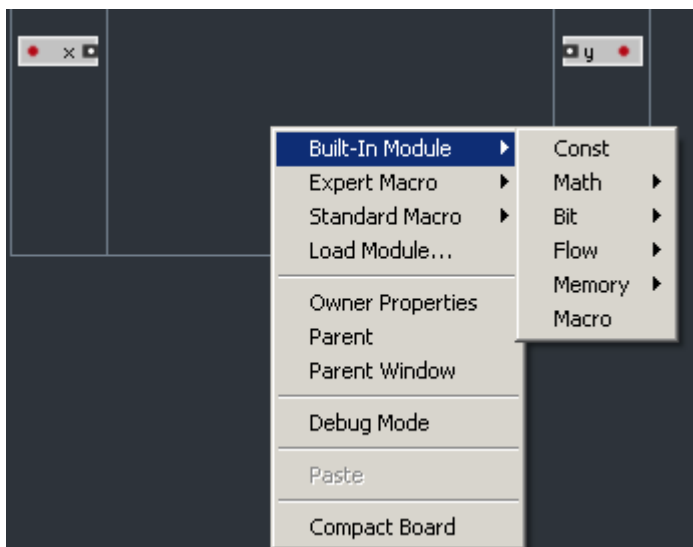 x
y
Built-In Module
Expert Macro
Standard Macro
Load Module...
Owner Properties
Parent
Parent Window
Debug Mode
Paste
Compact Board
Const
Math
Bit
Flow
Memory
Macro